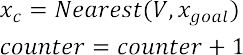 x_c = Nearest(V, x_goal)
counter = counter + 1